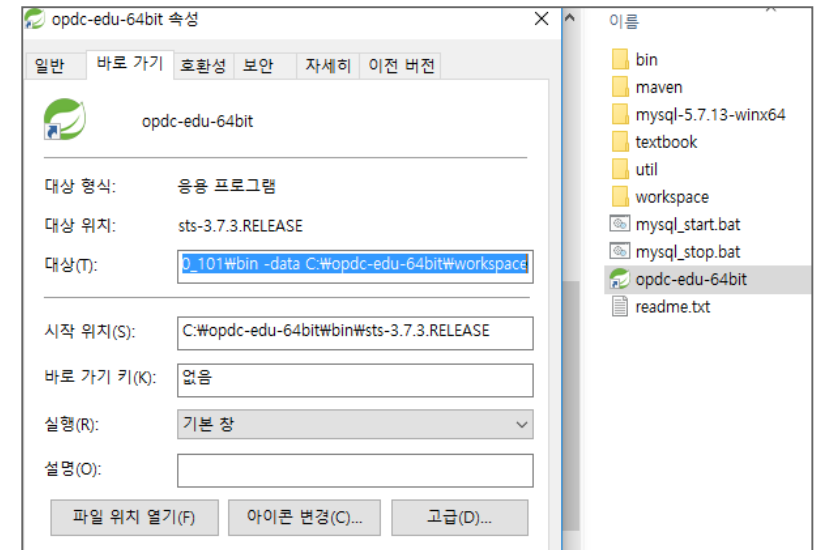 opdc-edu-64bit 속성
일반 바로 가기 호환성 보안 자세히 이전 버전
opdc-edu-64bit
대상 형식: 응용 프로그램
대상 위치: sts-3.7.3.RELEASE
대상(T): 0_101₩bin -data C:₩opdc-edu-64bit₩workspace
시작 위치(S): C:₩opdc-edu-64bit₩bin₩sts-3.7.3.RELEASE
바로 가기 키(K): 없음
실행(R): 기본 창
설명(O):
파일 위치 열기(F) 아이콘 변경(C)... 고급(D)...
이름
bin
maven
mysql-5.7.13-winx64
textbook
util
workspace
mysql_start.bat
mysql_stop.bat
opdc-edu-64bit
readme.txt